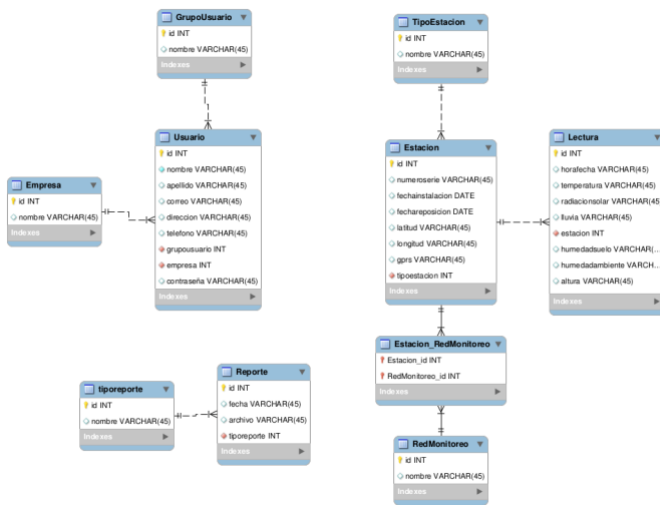 GrupoUsuario
id INT
nombre VARCHAR(45)
Indexes
TipoEstacion
id INT
nombre VARCHAR(45)
Indexes
Usuario
id INT
nombre VARCHAR(45)
apellido VARCHAR(45)
correo VARCHAR(45)
direccion VARCHAR(45)
telefono VARCHAR(45)
grupousuario INT
empresa INT
contraseña VARCHAR(45)
Indexes
Estacion
id INT
numeroserie VARCHAR(45)
fechainstalacion DATE
fechareposicion DATE
latitud VARCHAR(45)
longitud VARCHAR(45)
gprs VARCHAR(45)
tipoestacion INT
Indexes
Lectura
id INT
horafecha VARCHAR(45)
temperatura VARCHAR(45)
radiacionsolar VARCHAR(45)
lluvia VARCHAR(45)
estacion INT
humedadsuelo VARCHAR(...
humedadambiente VARCH...
altura VARCHAR(45)
Indexes
Empresa
id INT
nombre VARCHAR(45)
Indexes
Estacion_RedMonitoreo
Estacion_id INT
RedMonitoreo_id INT
Indexes
tiporeporte
id INT
nombre VARCHAR(45)
Indexes
Reporte
id INT
fecha VARCHAR(45)
archivo VARCHAR(45)
tiporeporte INT
Indexes
RedMonitoreo
id INT
nombre VARCHAR(45)
Indexes